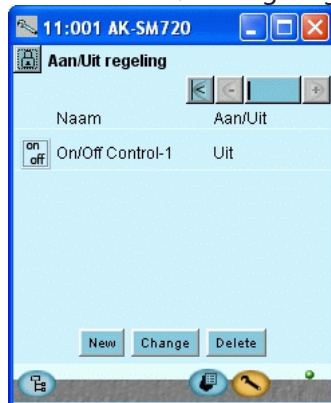 11:001 AK-SM720
Aan/Uit regeling
Naam Aan/Uit
on
off On/Off Control-1 Uit
New Change Delete